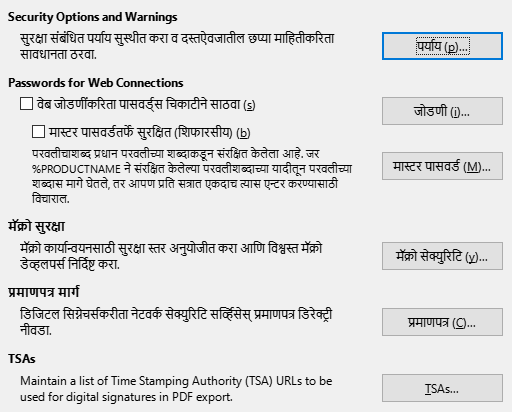 Security Options and Warnings
सुरक्षा संबंधित पर्याय सुस्थीत करा व दस्तऐवजातील छप्या माहितीकरिता
सावधानता ठरवा.
पर्याय (p)...
Passwords for Web Connections
वेब जोडणींकरिता पासवर्ड्स चिकाटीने साठवा (s)
जोडणी (i)...
मास्टर पासवर्डतर्फे सुरक्षित (शिफारसीय) (b)
परवलीचाशब्द प्रधान परवलीच्या शब्दाकडून संरक्षित केलेला आहे. जर
%PRODUCTNAME ने संरक्षित केलेल्या परवलीशब्दाच्या यादीतून परवलीच्या
शब्दास मागे घेतले, तर आपण प्रति सत्रात एकदाच त्यास एन्टर करण्यासाठी
विचाराल.
मास्टर पासवर्ड (M)...
मॅक्रो सुरक्षा
मॅक्रो कार्यान्वयनसाठी सुरक्षा स्तर अनुयोजीत करा आणि विश्वस्त मॅक्रो
डेव्हलपर्स निर्दिष्ट करा.
मॅक्रो सेक्युरिटि (y)...
प्रमाणपत्र मार्ग
डिजिटल सिग्नेचर्सकरीता नेटवर्क सेक्युरिटि सर्व्हिसेस् प्रमाणपत्र डिरेक्ट्री
नीवडा.
प्रमाणपत्र (C)...
TSAs
Maintain a list of Time Stamping Authority (TSA) URLs to be
used for digital signatures in PDF export.
TSAs...